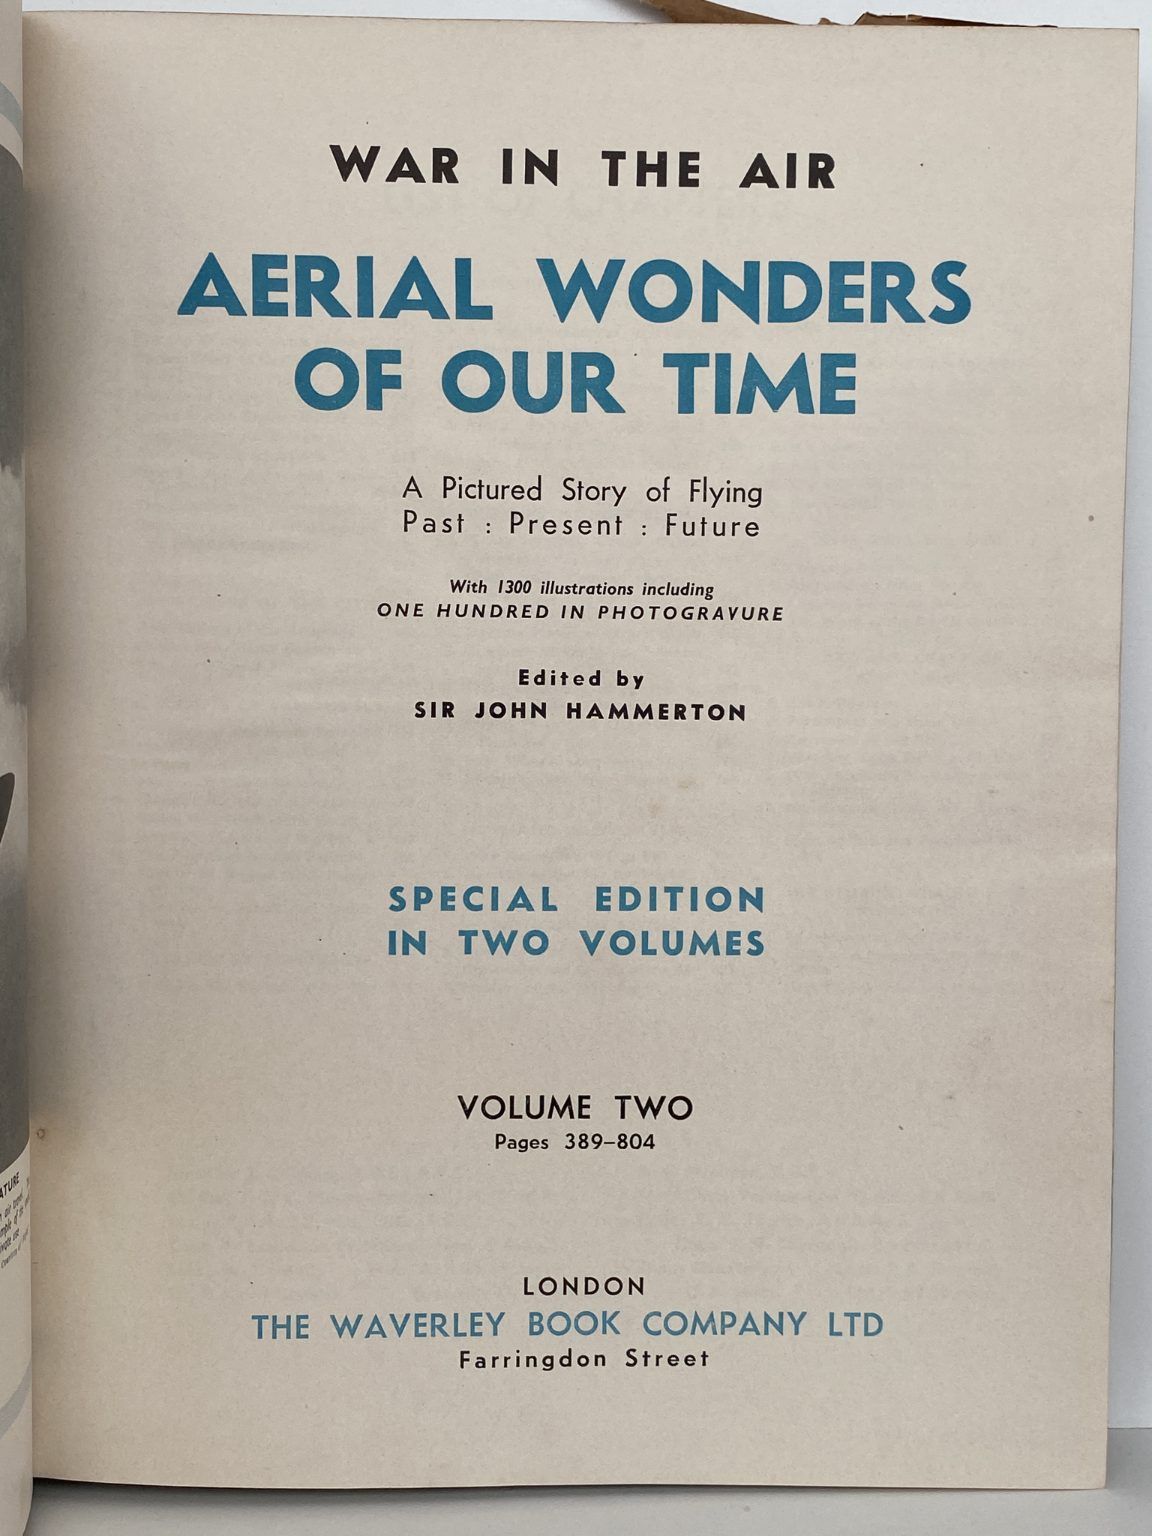 WAR IN THE AIR
AERIAL WONDERS
OF OUR TIME
A Pictured Story of Flying
Past : Present : Future
With 1300 illustrations including
ONE HUNDRED IN PHOTOGRAVURE
Edited by
SIR JOHN HAMMERTON
SPECIAL EDITION
IN TWO VOLUMES
VOLUME TWO
Pages 389–804
LONDON
THE WAVERLEY BOOK COMPANY LTD
Farringdon Street